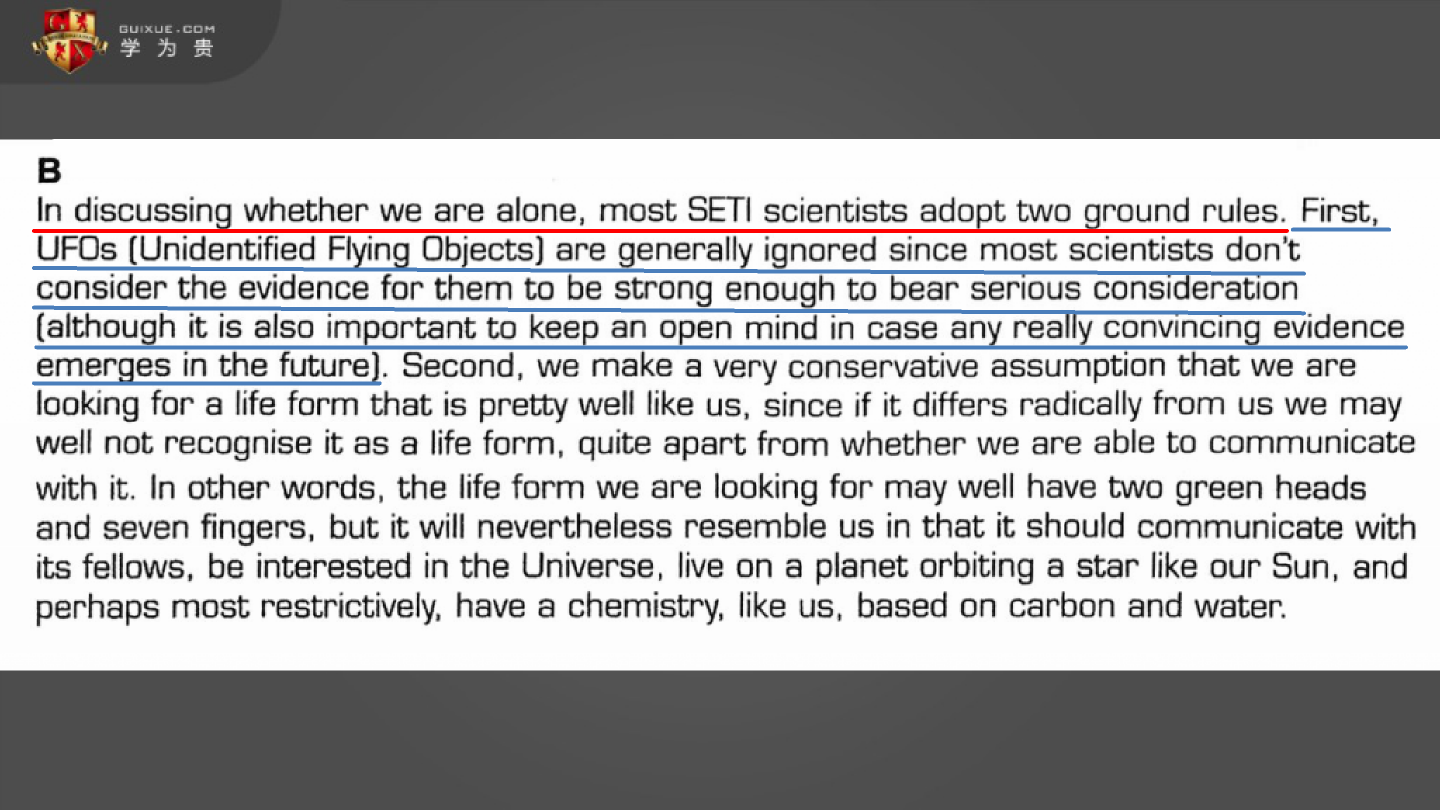 GUIXUE.COM
学为贵
B
In discussing whether we are alone, most SETI scientists adopt two ground rules. First,
UFOs (Unidentified Flying Objects) are generally ignored since most scientists don't
consider the evidence for them to be strong enough to bear serious consideration
(although it is also important to keep an open mind in case any really convincing evidence
emerges in the future). Second, we make a very conservative assumption that we are
looking for a life form that is pretty well like us, since if it differs radically from us we may
well not recognise it as a life form, quite apart from whether we are able to communicate
with it. In other words, the life form we are looking for may well have two green heads
and seven fingers, but it will nevertheless resemble us in that it should communicate with
its fellows, be interested in the Universe, live on a planet orbiting a star like our Sun, and
perhaps most restrictively, have a chemistry, like us, based on carbon and water.